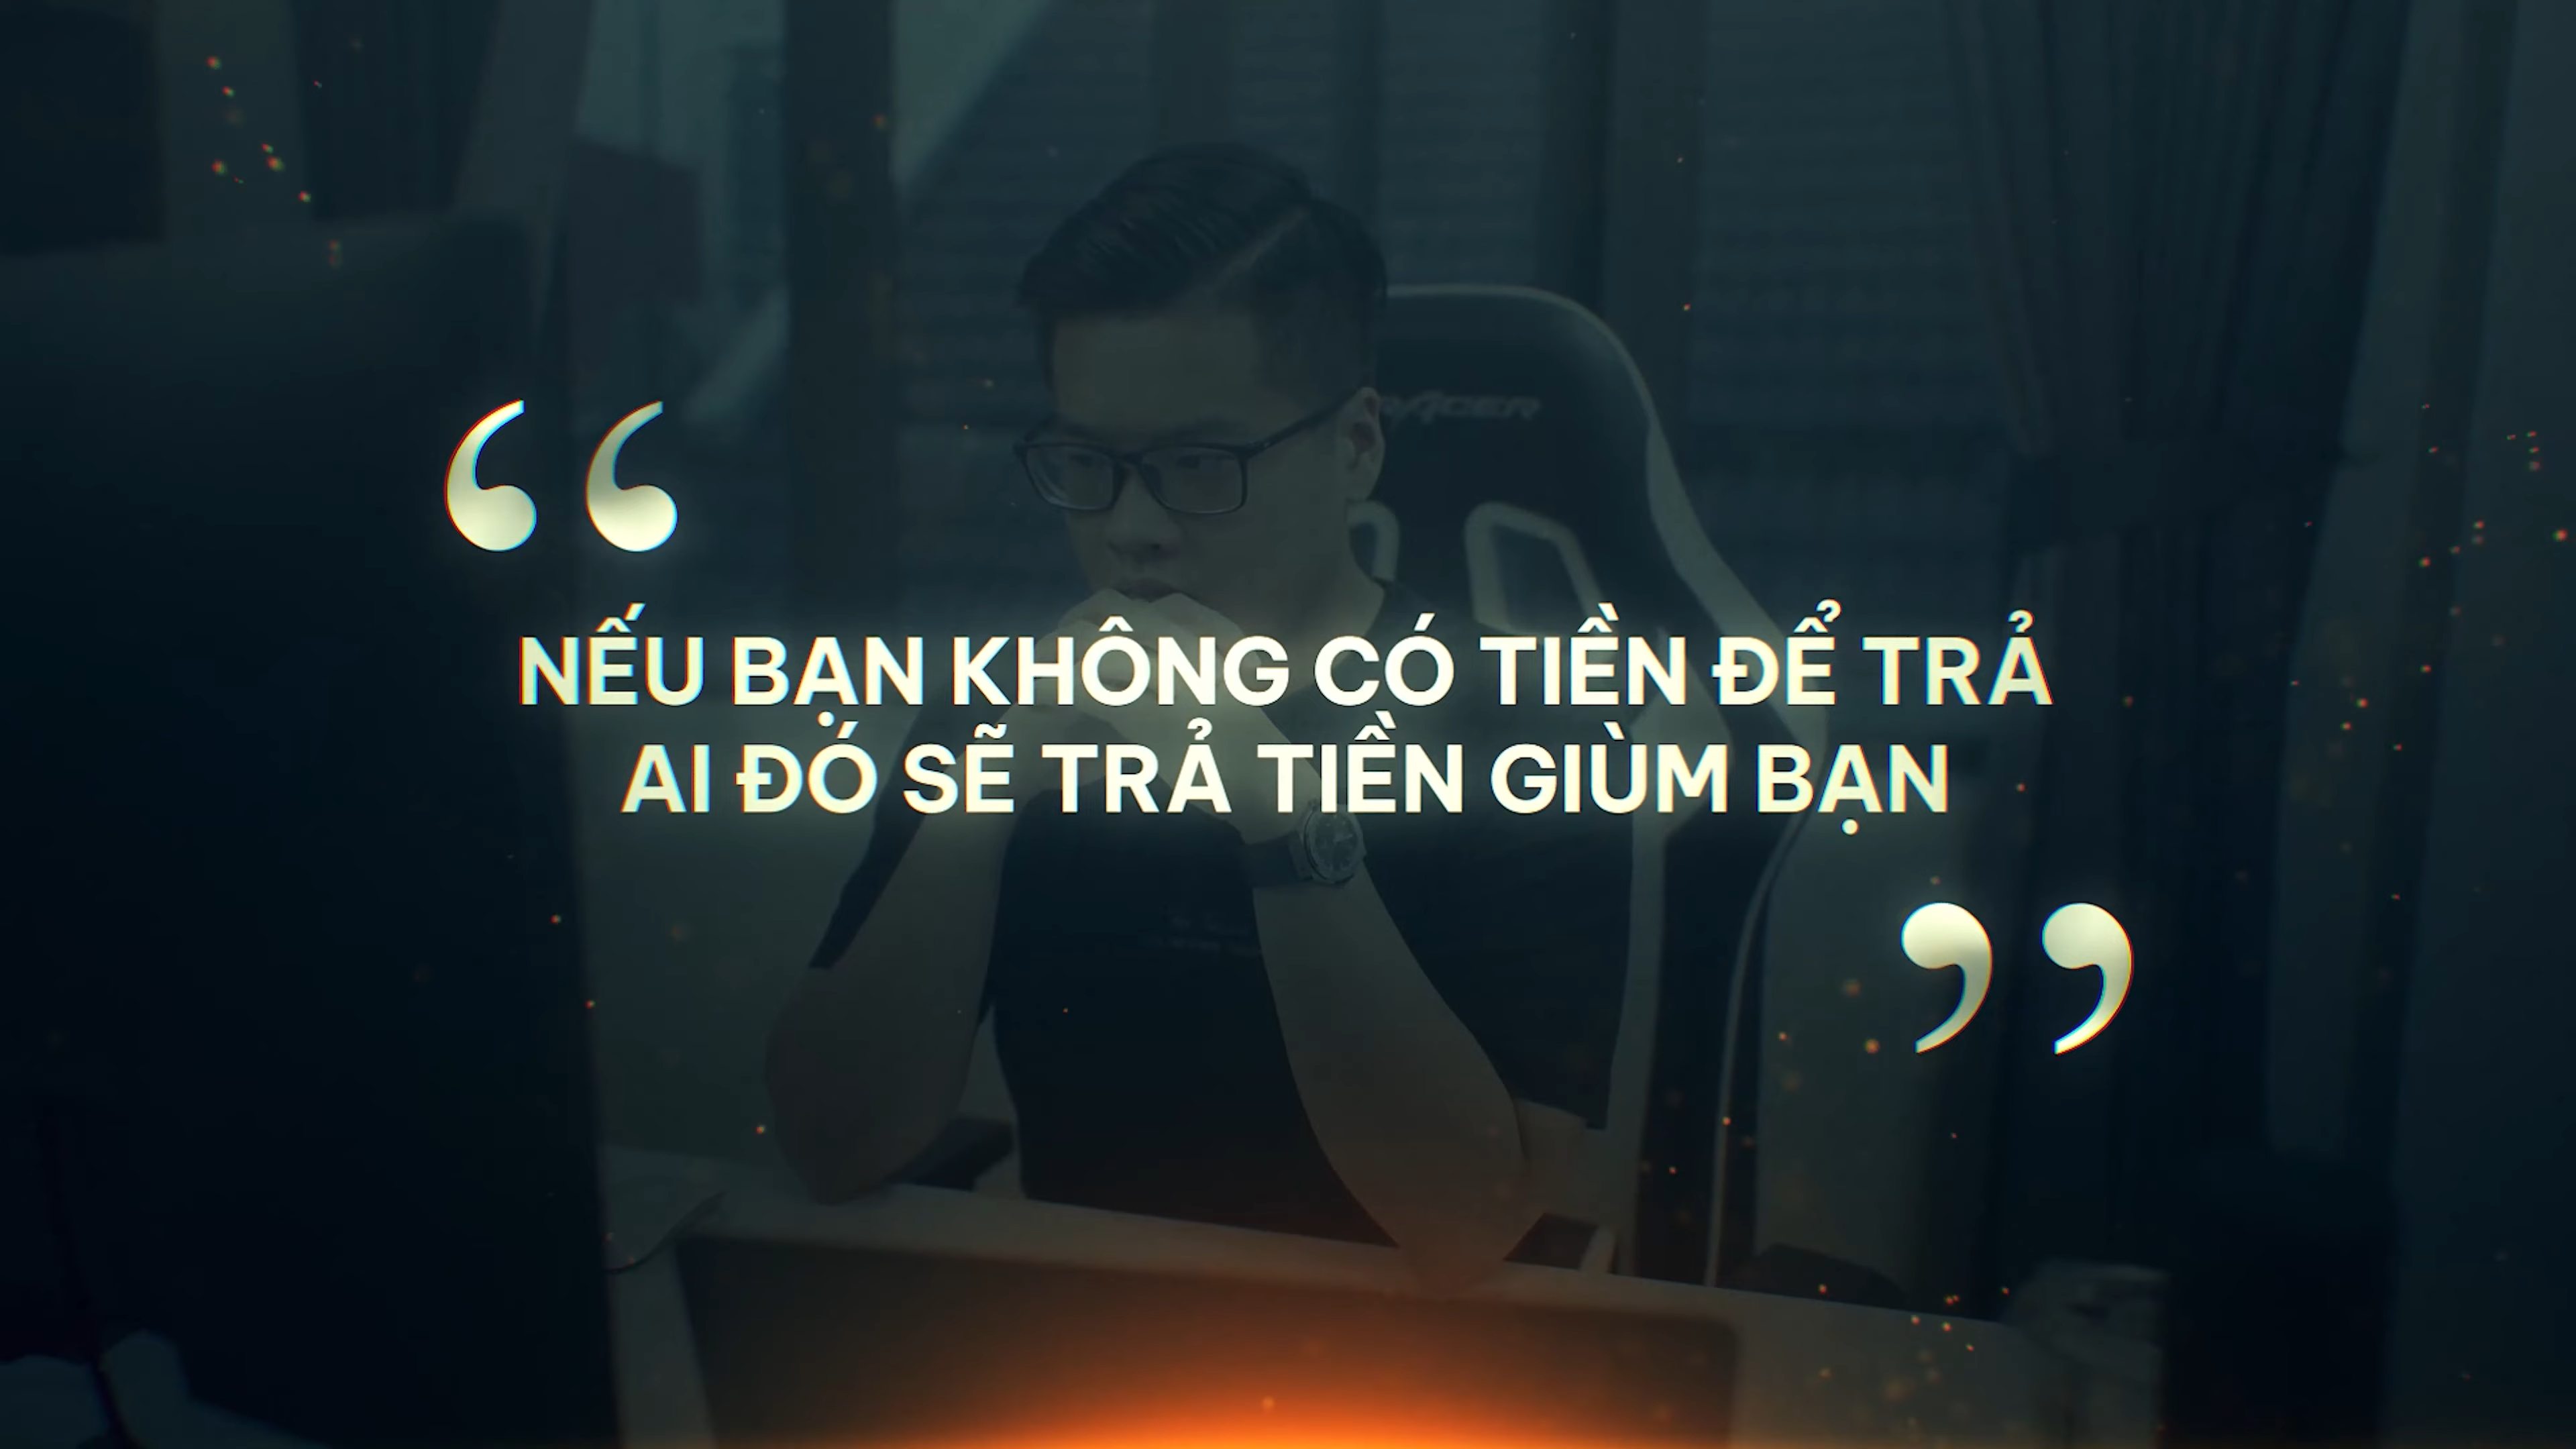 “
NẾU BẠN KHÔNG CÓ TIỀN ĐỂ TRẢ
AI ĐÓ SẼ TRẢ TIỀN GIÙM BẠN
”